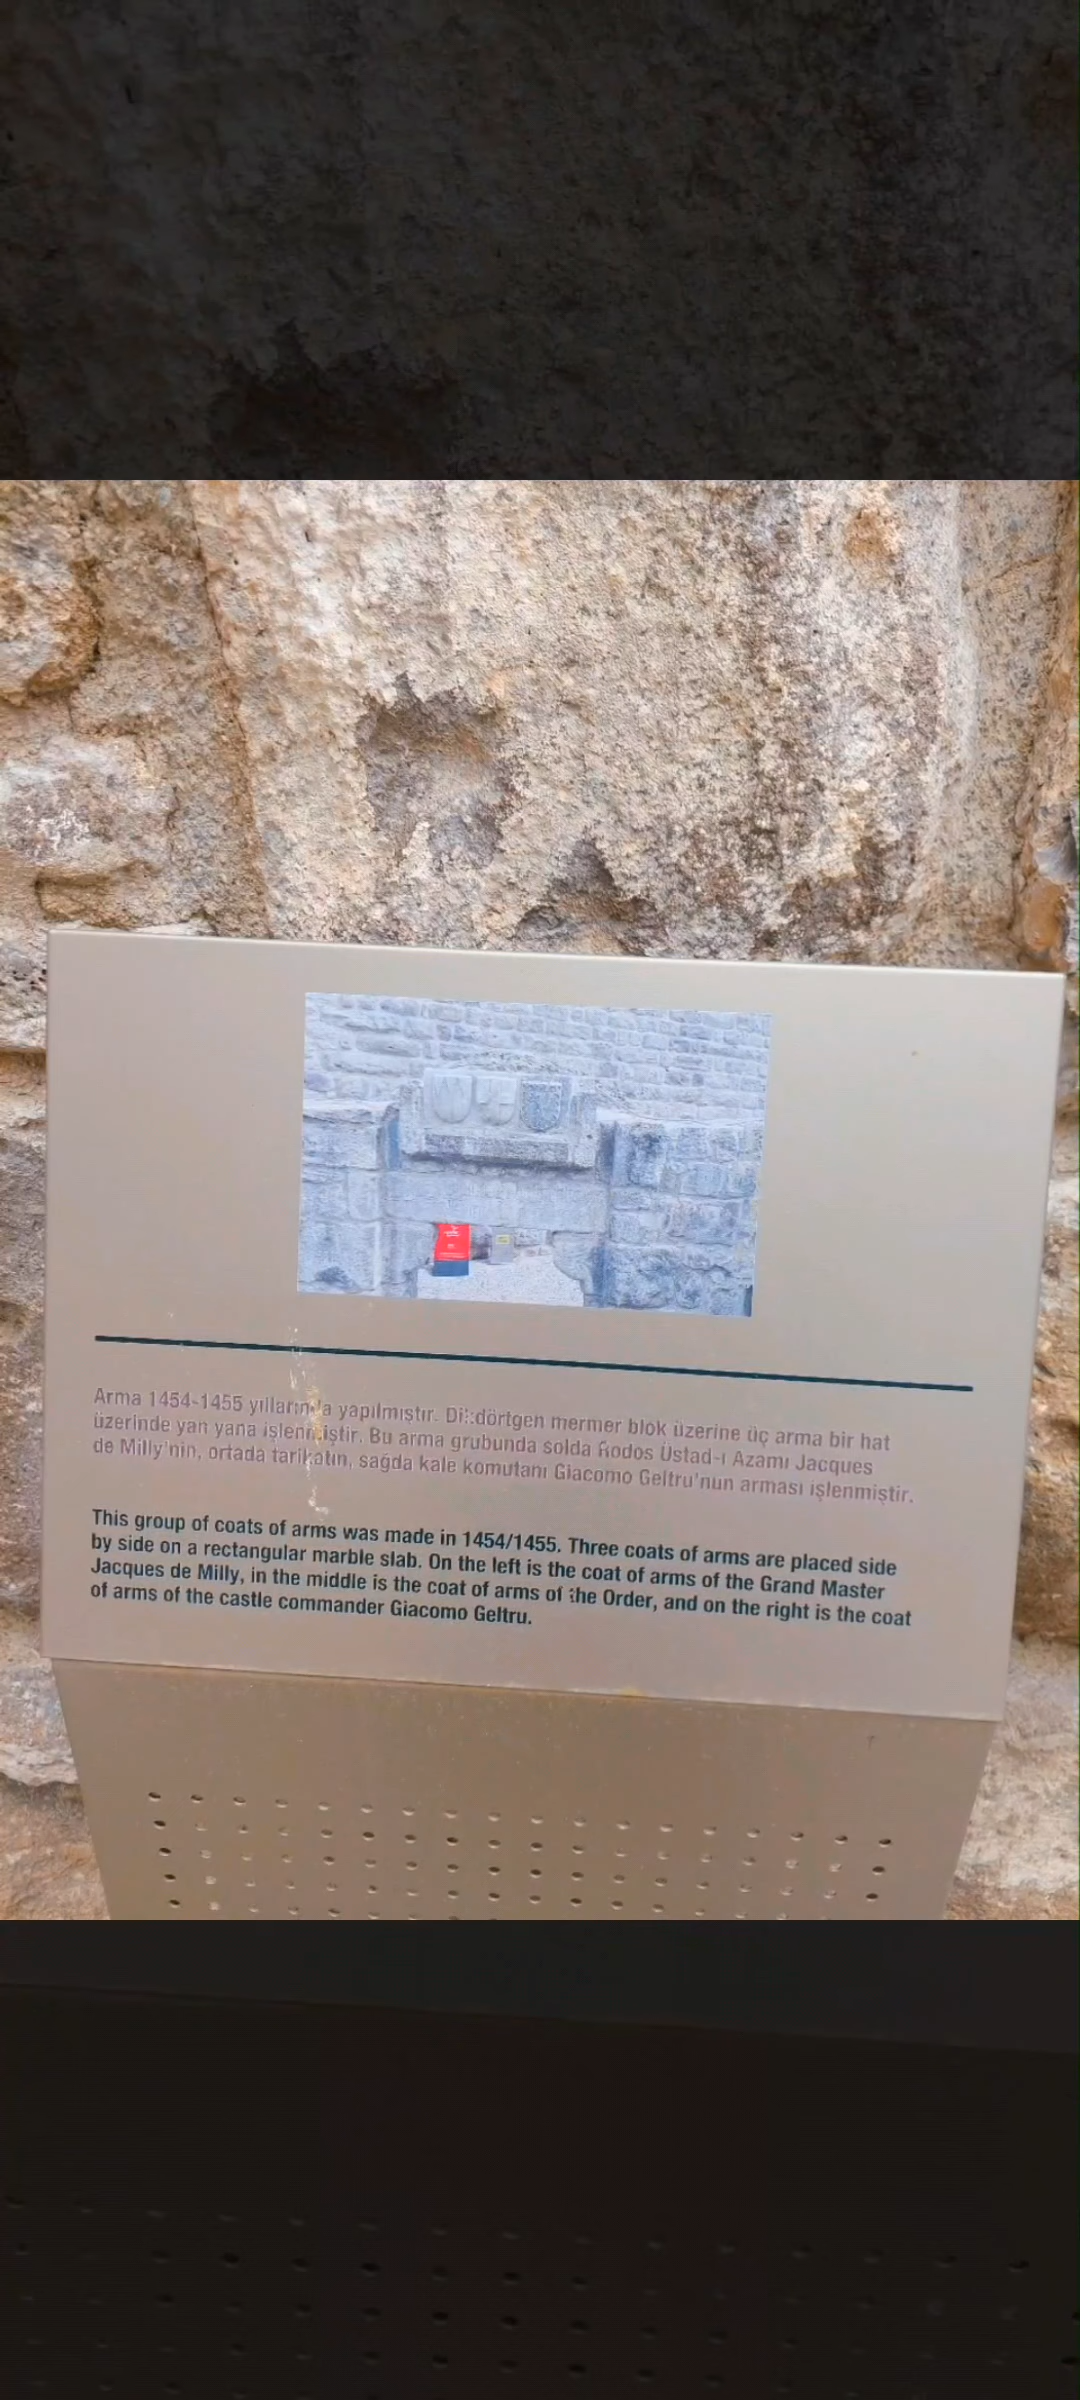 Arma 1454-1455 yıllarında yapılmıştır. Dikdörtgen mermer blok üzerine üç arma bir hat
üzerinde yan yana işlenmiştir. Bu arma grubunda solda Rodos Üstad-ı Azamı Jacques
de Milly'nin, ortada tarikatın, sağda kale komutanı Giacomo Geltru'nun arması işlenmiştir.
This group of coats of arms was made in 1454/1455. Three coats of arms are placed side
by side on a rectangular marble slab. On the left is the coat of arms of the Grand Master
Jacques de Milly, in the middle is the coat of arms of the Order, and on the right is the coat
of arms of the castle commander Giacomo Geltru.